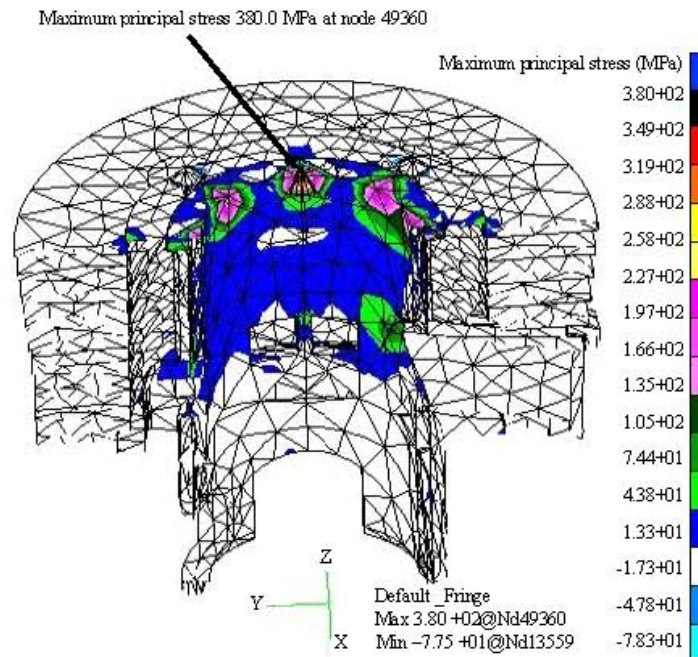 Maximum principal stress 380.0 MPa at node 49360
Maximum principal stress (MPa)
3.80+02
3.49+02
3.19+02
2.88+02
2.58+02
2.27+02
1.97+02
1.66+02
1.35+02
1.05+02
7.44+01
4.38+01
1.33+01
-1.73+01
-4.78+01
-7.83+01
Z
Y
X
Default_Fringe
Max 3.80 +02@Nd49360
Min −7.75 +01@Nd13559